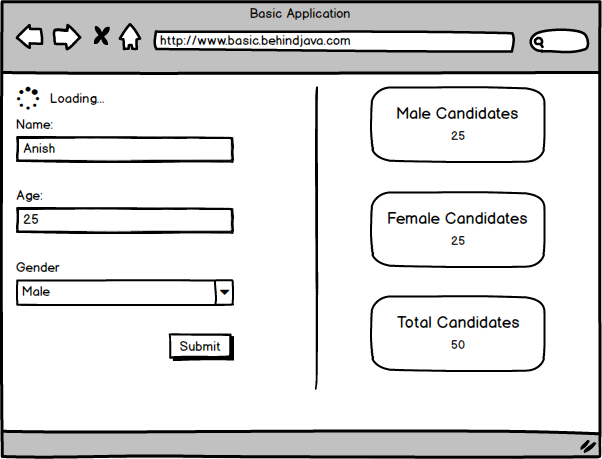 Basic Application
http://www.basic.behindjava.com
Loading...
Name:
Anish
Age:
25
Gender
Male
Submit
Male Candidates
25
Female Candidates
25
Total Candidates
50